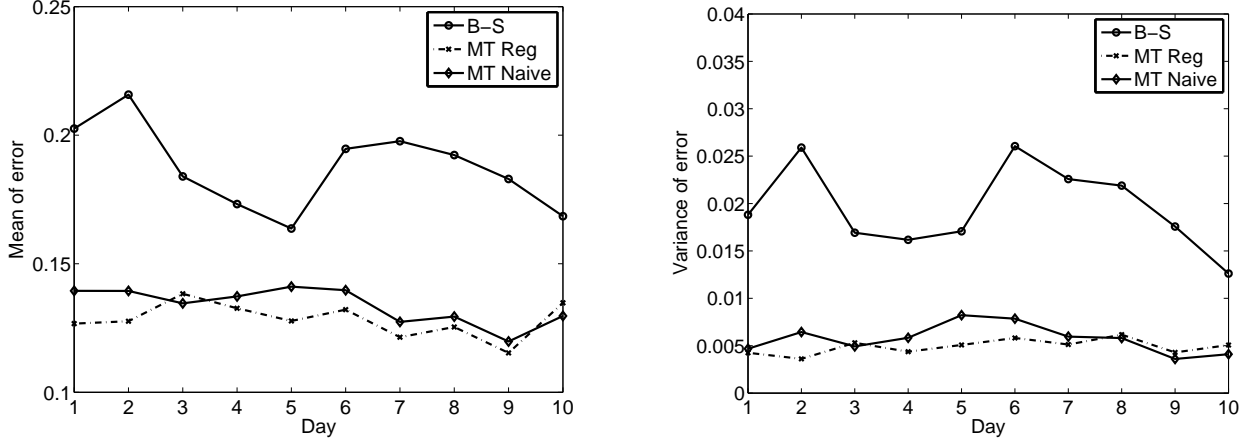 0.25
B–S
MT Reg
MT Naive
0.2
Mean of error
0.15
0.1
1 2 3 4 5 6 7 8 9 10
Day
0.04
B–S
MT Reg
MT Naive
0.035
0.03
0.025
Variance of error
0.02
0.015
0.01
0.005
0
1 2 3 4 5 6 7 8 9 10
Day